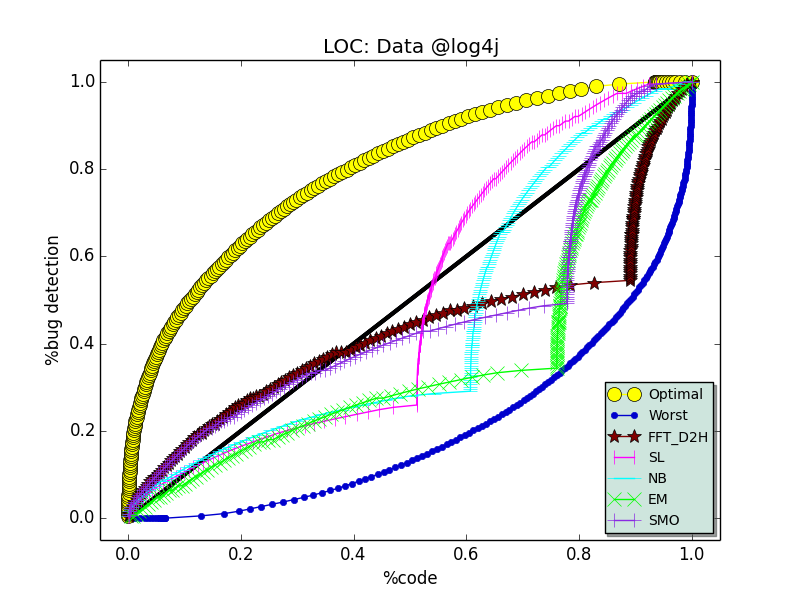 LOC: Data @log4j
1.0
0.8
0.6
0.4
0.2
0.0
%bug detection
0.0 0.2 0.4 0.6 0.8 1.0
%code
Optimal
Worst
FFT_D2H
SL
NB
EM
SMO